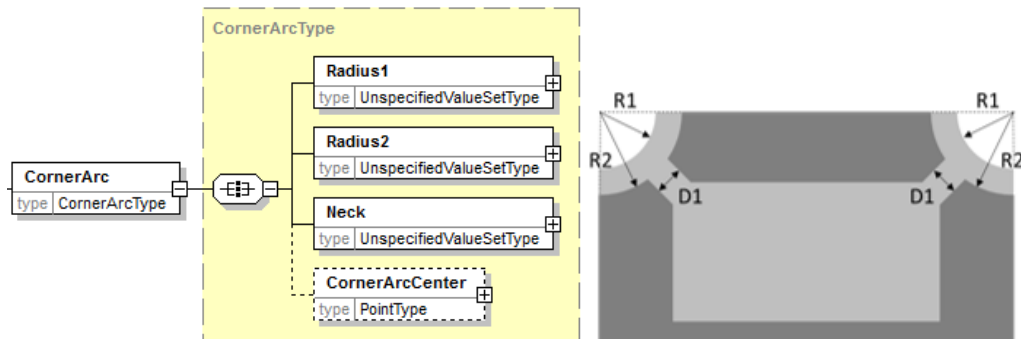 CornerArcType
Radius1
type UnspecifiedValueSetType
Radius2
type UnspecifiedValueSetType
CornerArc
type CornerArcType
Neck
type UnspecifiedValueSetType
CornerArcCenter
type PointType
R1 R1
R2 R2
D1 D1